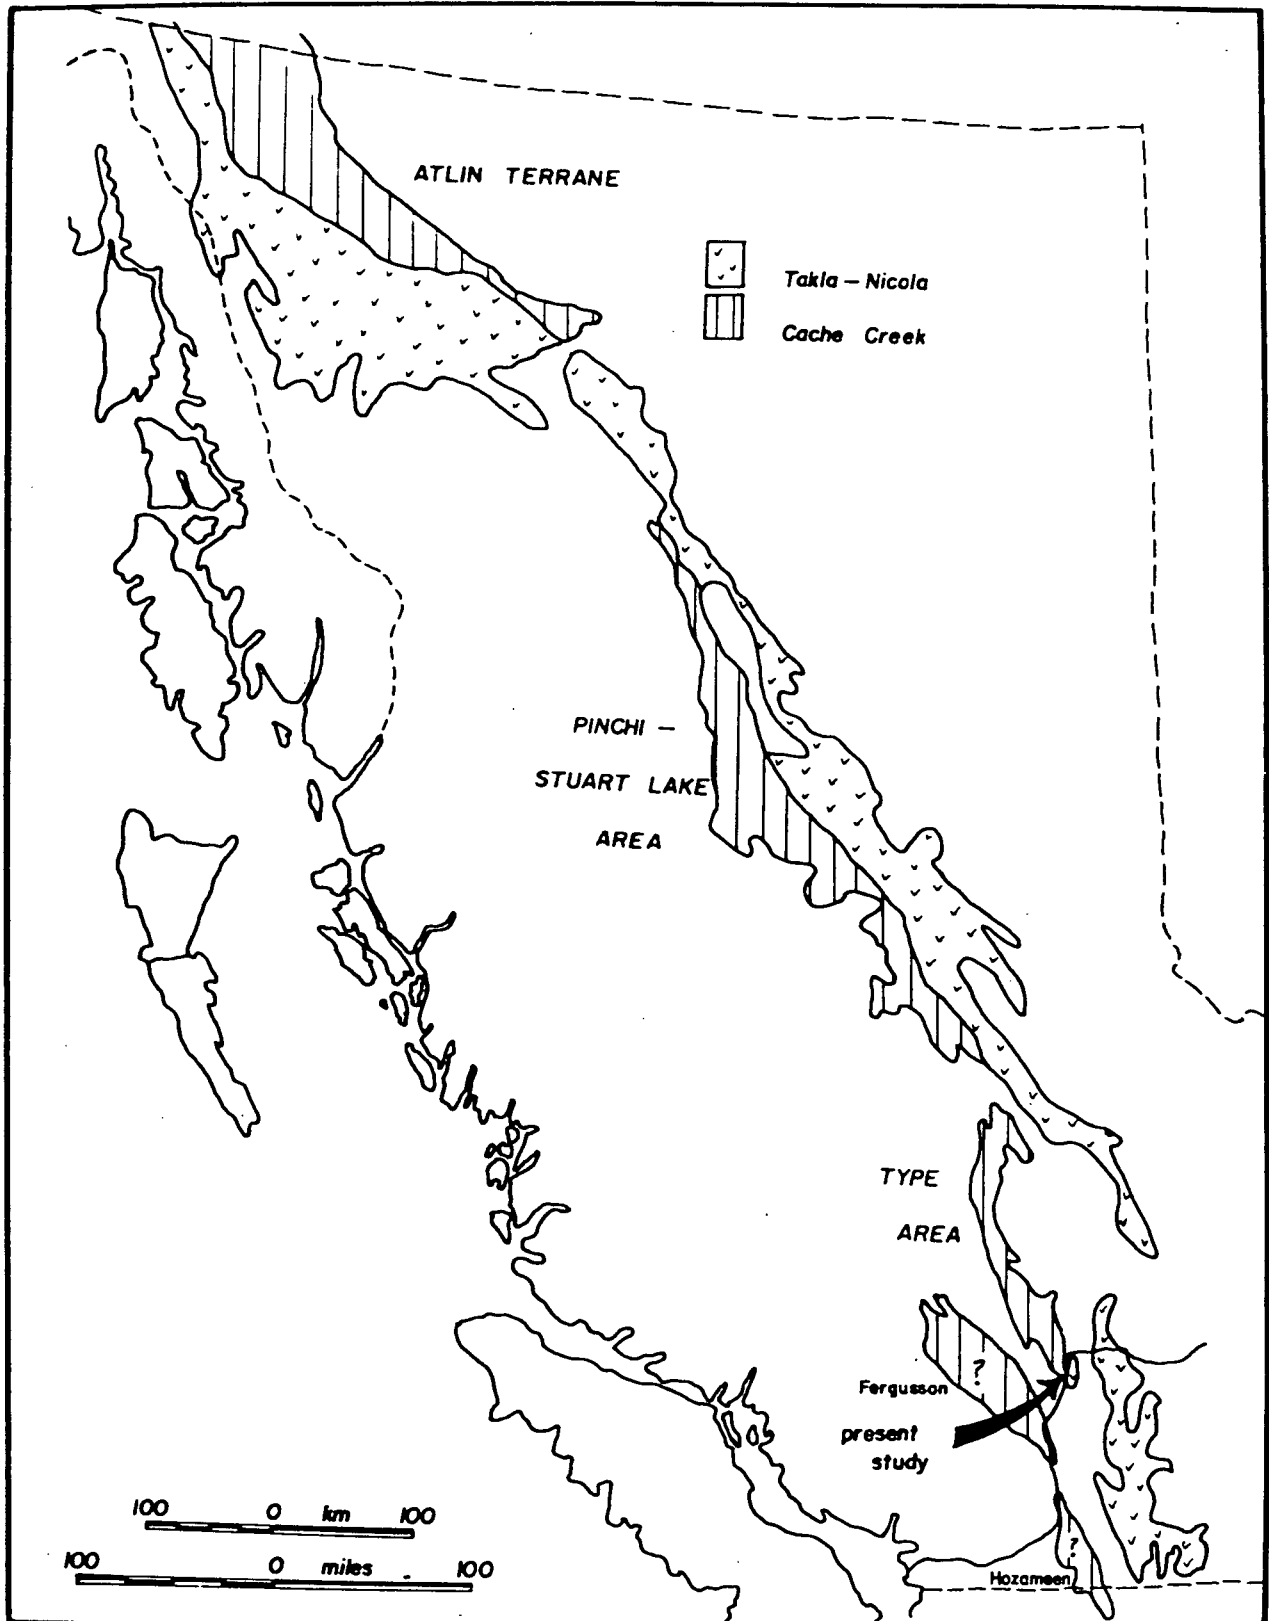 ATLIN TERRANE
Takla – Nicola
Cache Creek
PINCHI –
STUART LAKE
AREA
TYPE
AREA
?
Fergusson
present
study
100 0 km 100
100 0 miles 100
?
Hozameen